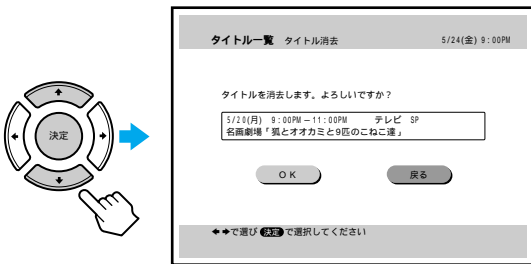 タイトル一覧 タイトル消去 5/24(金) 9:00PM
タイトルを消去します。よろしいですか？
5/20(月) 9:00PM－11:00PM テレビ SP
名画劇場「狐とオオカミと9匹のこねこ達」
決定
OK 戻る
で選び 決定 で選択してください